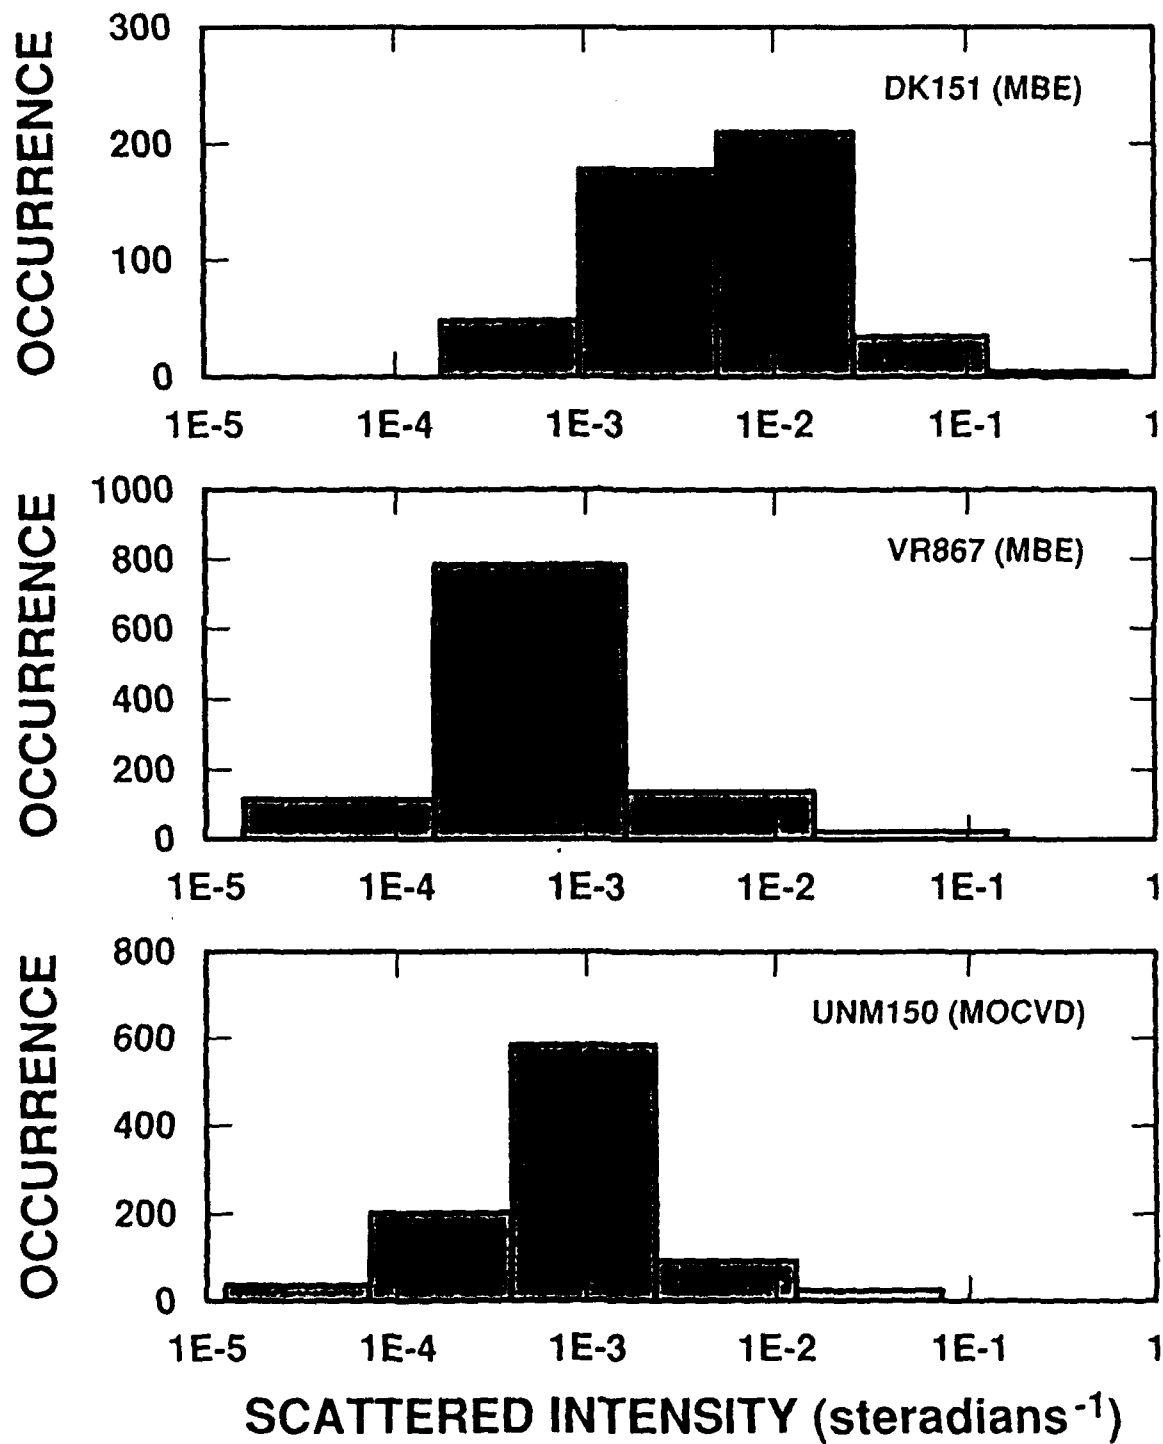 OCCURRENCE
300
200
100
0
DK151 (MBE)
1E-5 1E-4 1E-3 1E-2 1E-1 1
OCCURRENCE
1000
800
600
400
200
0
VR867 (MBE)
1E-5 1E-4 1E-3 1E-2 1E-1 1
OCCURRENCE
800
600
400
200
0
UNM150 (MOCVD)
1E-5 1E-4 1E-3 1E-2 1E-1 1
SCATTERED INTENSITY (steradians⁻¹)